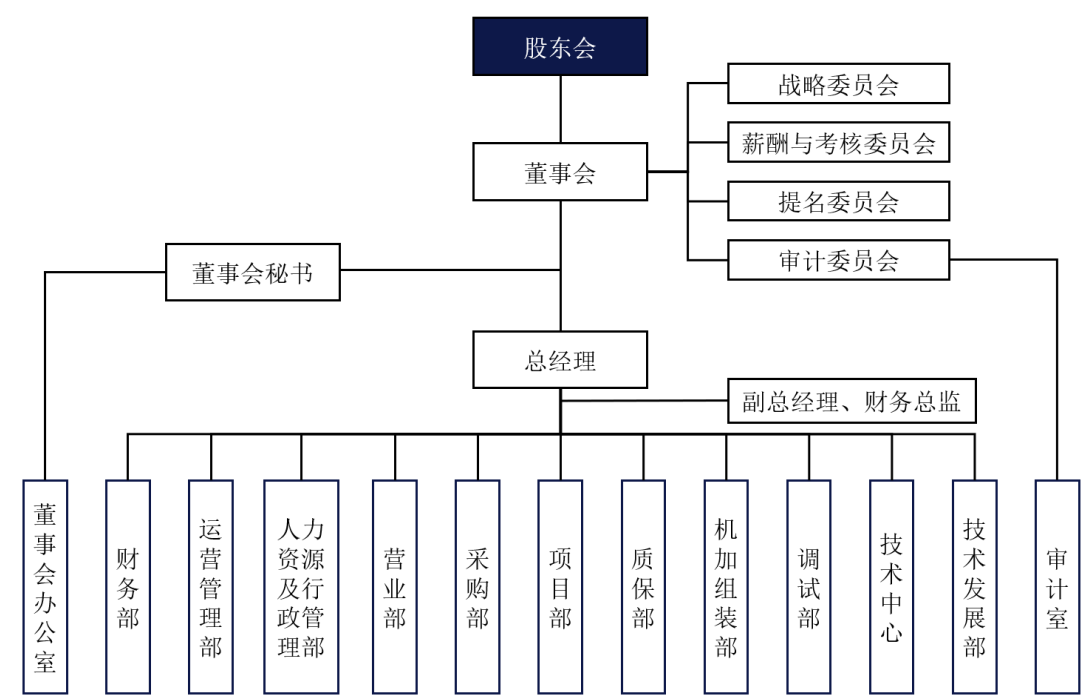 股东会
战略委员会
薪酬与考核委员会
董事会
提名委员会
审计委员会
董事会秘书
总经理
副总经理、财务总监
董事会办公室
财务部
运营管理部
人力资源及行政管理部
营业部
采购部
项目部
质保部
机加组装部
调试部
技术中心
技术发展部
审计室